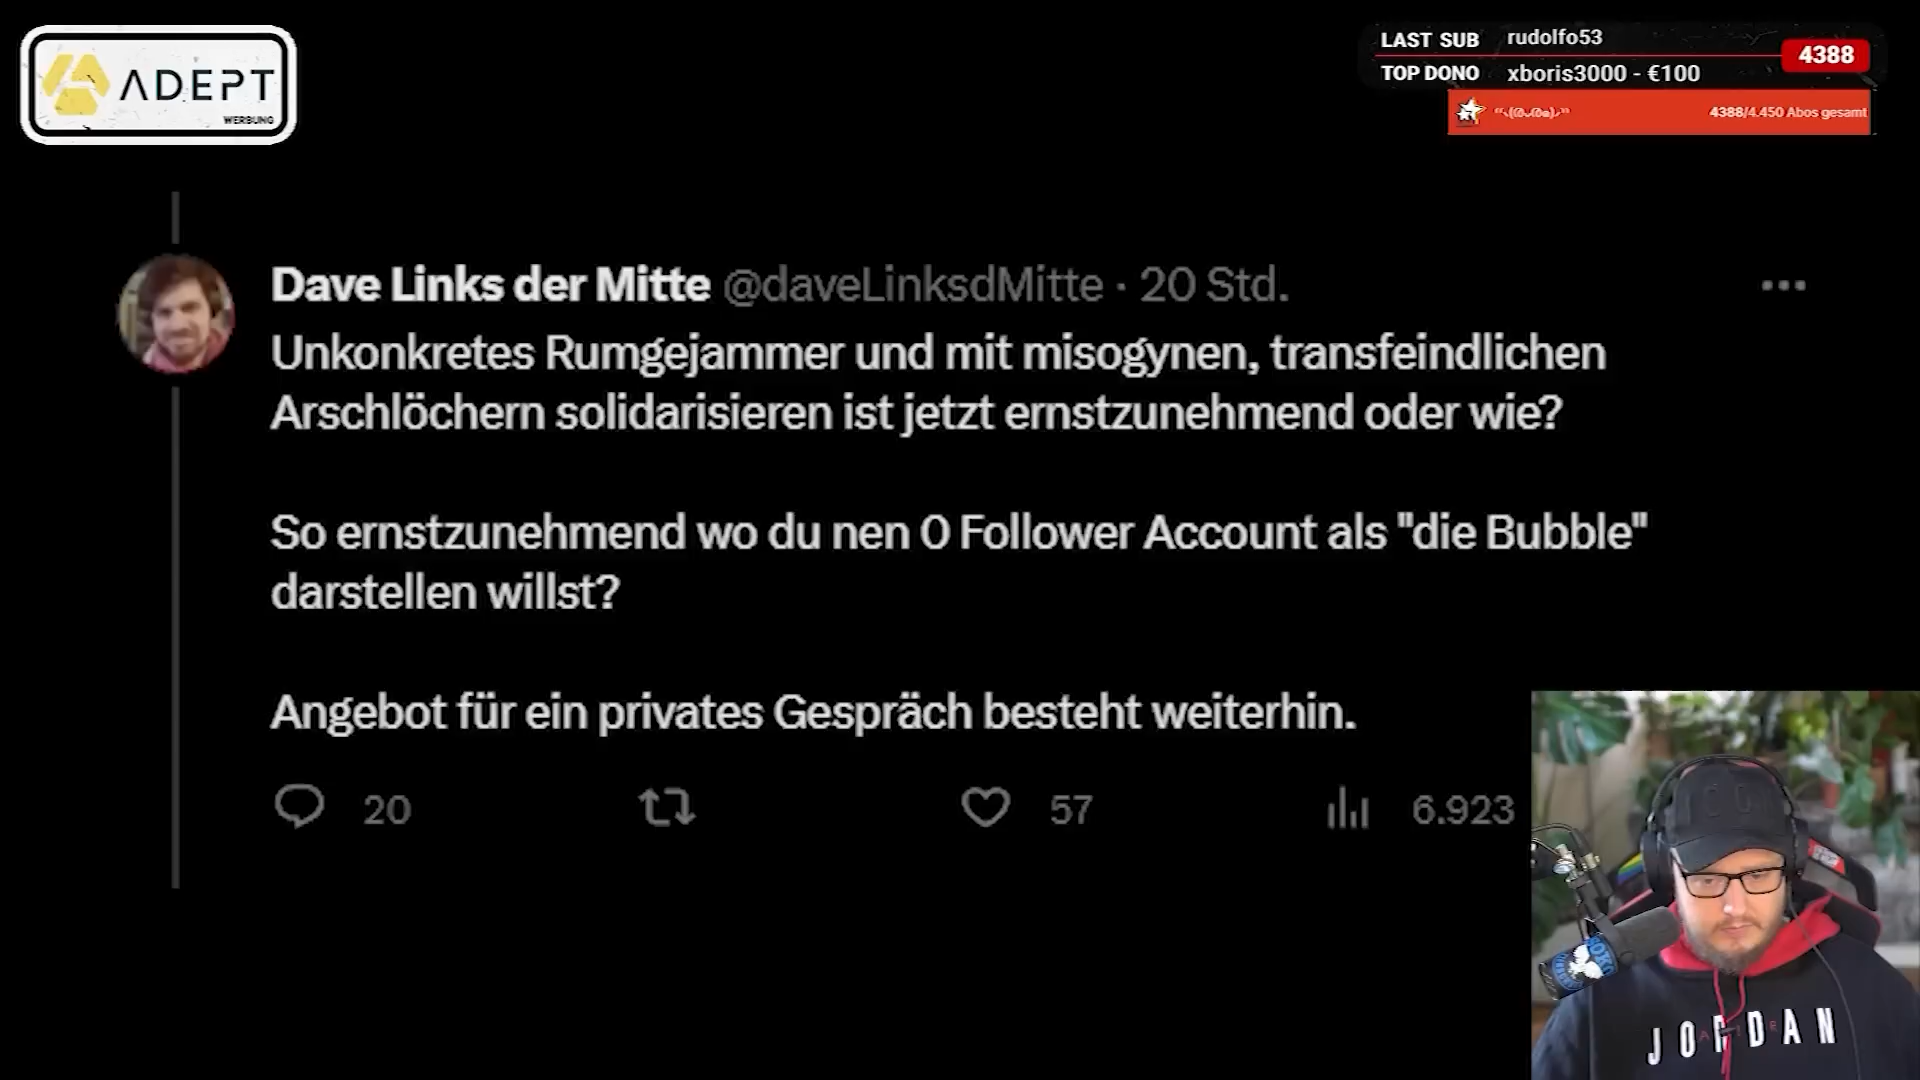 ADEPT
WERBUNG
LAST SUB rudolfo53
TOP DONO xboris3000 - €100
4388
4388/4.450 Abos gesamt
Dave Links der Mitte @daveLinksdMitte · 20 Std.
Unkonkretes Rumgejammer und mit misogynen, transfeindlichen
Arschlöchern solidarisieren ist jetzt ernstzunehmend oder wie?
So ernstzunehmend wo du nen 0 Follower Account als "die Bubble"
darstellen willst?
Angebot für ein privates Gespräch besteht weiterhin.
20 57 6.923
JORDAN